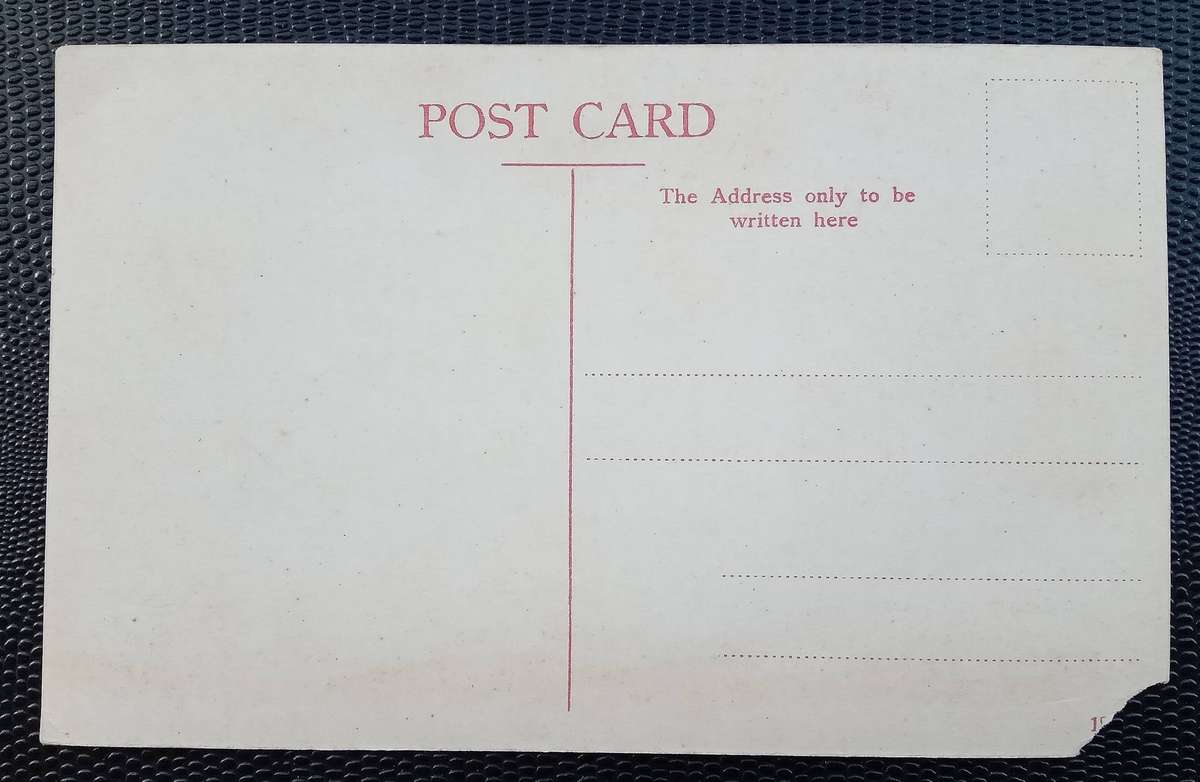 POST CARD
The Address only to be
written here